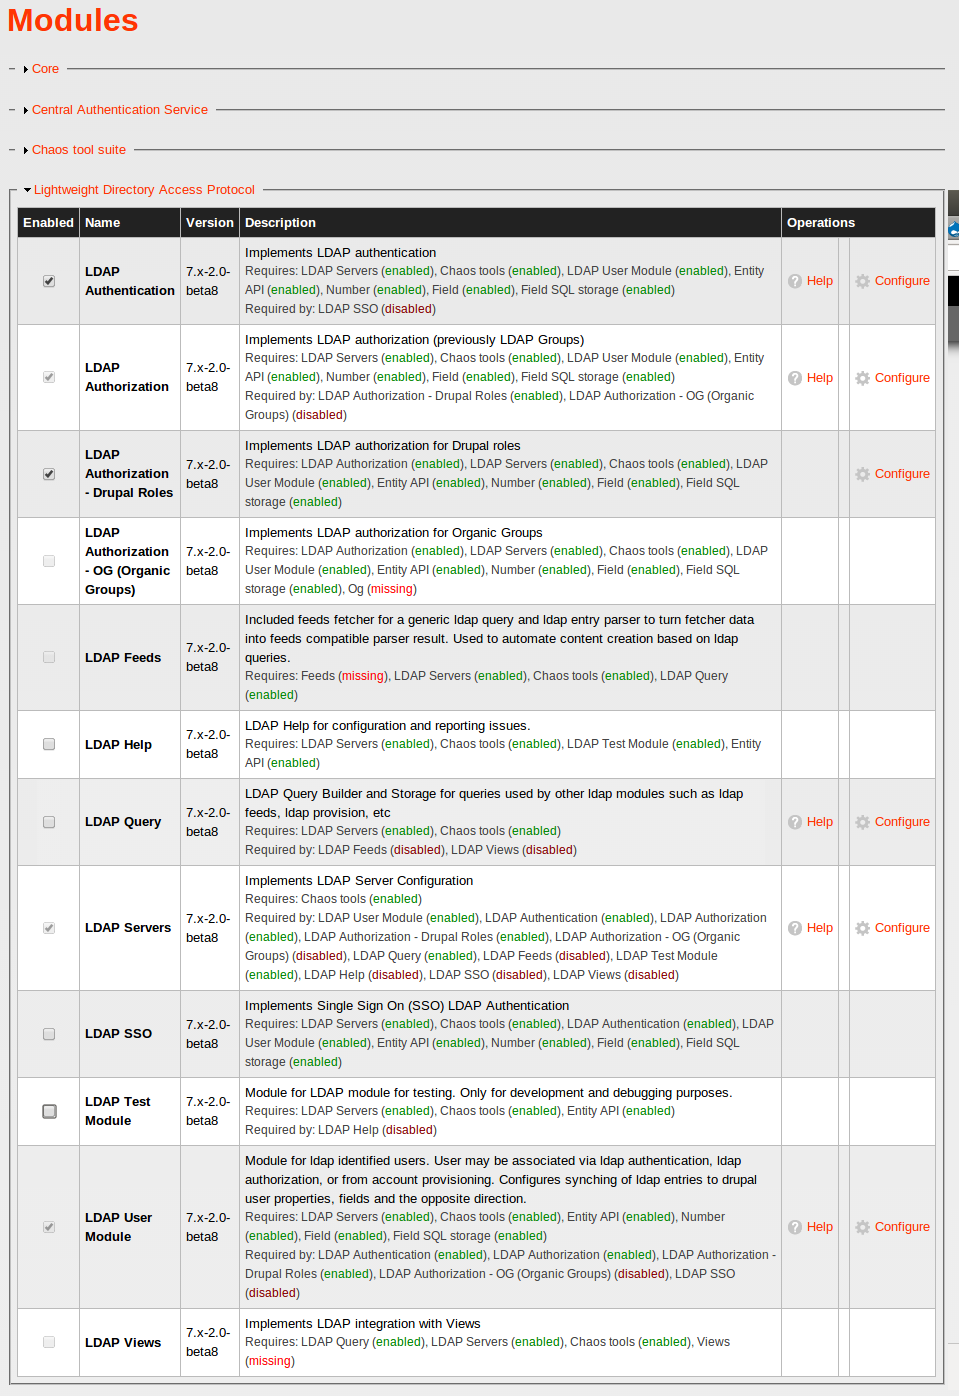 Modules
Core
Central Authentication Service
Chaos tool suite
Lightweight Directory Access Protocol
Enabled Name Version Description Operations
LDAP Authentication
7.x-2.0-beta8
Implements LDAP authentication
Requires: LDAP Servers (enabled), Chaos tools (enabled), LDAP User Module (enabled), Entity
API (enabled), Number (enabled), Field (enabled), Field SQL storage (enabled)
Required by: LDAP SSO (disabled)
Help Configure
LDAP Authorization
7.x-2.0-beta8
Implements LDAP authorization (previously LDAP Groups)
Requires: LDAP Servers (enabled), Chaos tools (enabled), LDAP User Module (enabled), Entity
API (enabled), Number (enabled), Field (enabled), Field SQL storage (enabled)
Required by: LDAP Authorization - Drupal Roles (enabled), LDAP Authorization - OG (Organic
Groups) (disabled)
Help Configure
LDAP
Authorization
- Drupal Roles
7.x-2.0-
beta8
Implements LDAP authorization for Drupal roles
Requires: LDAP Authorization (enabled), LDAP Servers (enabled), Chaos tools (enabled), LDAP
User Module (enabled), Entity API (enabled), Number (enabled), Field (enabled), Field SQL
storage (enabled)
Configure
LDAP
Authorization
- OG (Organic
Groups)
7.x-2.0-
beta8
Implements LDAP authorization for Organic Groups
Requires: LDAP Authorization (enabled), LDAP Servers (enabled), Chaos tools (enabled), LDAP
User Module (enabled), Entity API (enabled), Number (enabled), Field (enabled), Field SQL
storage (enabled), Og (missing)
LDAP Feeds
7.x-2.0-
beta8
Included feeds fetcher for a generic ldap query and ldap entry parser to turn fetcher data
into feeds compatible parser result. Used to automate content creation based on ldap
queries.
Requires: Feeds (missing), LDAP Servers (enabled), Chaos tools (enabled), LDAP Query
(enabled)
LDAP Help
7.x-2.0-
beta8
LDAP Help for configuration and reporting issues.
Requires: LDAP Servers (enabled), Chaos tools (enabled), LDAP Test Module (enabled), Entity
API (enabled)
LDAP Query
7.x-2.0-
beta8
LDAP Query Builder and Storage for queries used by other ldap modules such as ldap
feeds, ldap provision, etc
Requires: LDAP Servers (enabled), Chaos tools (enabled)
Required by: LDAP Feeds (disabled), LDAP Views (disabled)
Help Configure
LDAP Servers
7.x-2.0-
beta8
Implements LDAP Server Configuration
Requires: Chaos tools (enabled)
Required by: LDAP User Module (enabled), LDAP Authentication (enabled), LDAP Authorization
(enabled), LDAP Authorization - Drupal Roles (enabled), LDAP Authorization - OG (Organic
Groups) (disabled), LDAP Query (enabled), LDAP Feeds (disabled), LDAP Test Module
(enabled), LDAP Help (disabled), LDAP SSO (disabled), LDAP Views (disabled)
Help Configure
LDAP SSO
7.x-2.0-
beta8
Implements Single Sign On (SSO) LDAP Authentication
Requires: LDAP Servers (enabled), Chaos tools (enabled), LDAP Authentication (enabled), LDAP
User Module (enabled), Entity API (enabled), Number (enabled), Field (enabled), Field SQL
storage (enabled)
LDAP Test
Module
7.x-2.0-
beta8
Module for LDAP module for testing. Only for development and debugging purposes.
Requires: LDAP Servers (enabled), Chaos tools (enabled), Entity API (enabled)
Required by: LDAP Help (disabled)
LDAP User
Module
7.x-2.0-
beta8
Module for ldap identified users. User may be associated via ldap authentication, ldap
authorization, or from account provisioning. Configures synching of ldap entries to drupal
user properties, fields and the opposite direction.
Requires: LDAP Servers (enabled), Chaos tools (enabled), Entity API (enabled), Number
(enabled), Field (enabled), Field SQL storage (enabled)
Required by: LDAP Authentication (enabled), LDAP Authorization (enabled), LDAP Authorization -
Drupal Roles (enabled), LDAP Authorization - OG (Organic Groups) (disabled), LDAP SSO
(disabled)
Help Configure
LDAP Views
7.x-2.0-
beta8
Implements LDAP integration with Views
Requires: LDAP Query (enabled), LDAP Servers (enabled), Chaos tools (enabled), Views
(missing)